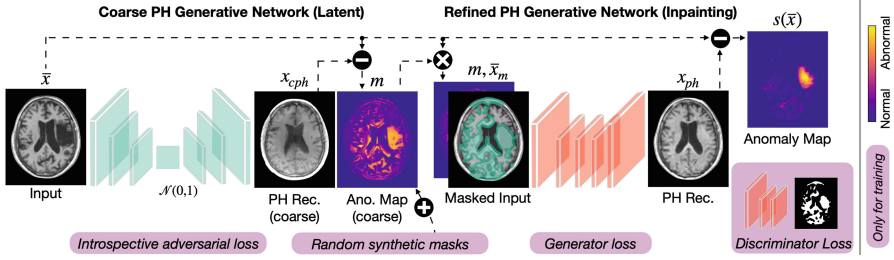 Coarse PH Generative Network (Latent)
Refined PH Generative Network (Inpainting)
x̅
x_cph
m
m, x̅_m
x_ph
s(x̅)
𝒩(0,1)
Input
PH Rec.
(coarse)
Ano. Map
(coarse)
Masked Input
PH Rec.
Anomaly Map
Introspective adversarial loss
Random synthetic masks
Generator loss
Discriminator Loss
Normal
Abnormal
Only for training